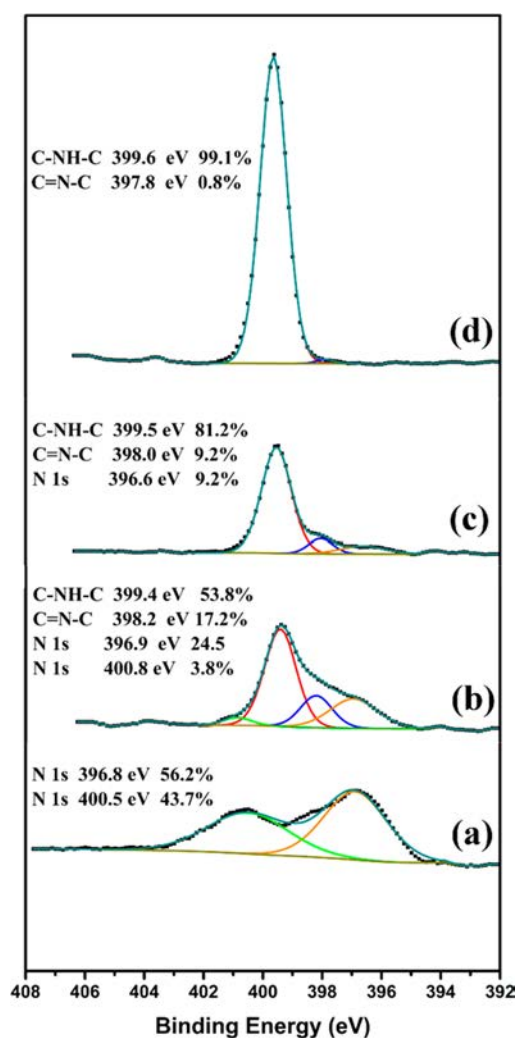 C-NH-C 399.6 eV 99.1%
C=N-C 397.8 eV 0.8%
(d)
C-NH-C 399.5 eV 81.2%
C=N-C 398.0 eV 9.2%
N 1s 396.6 eV 9.2%
(c)
C-NH-C 399.4 eV 53.8%
C=N-C 398.2 eV 17.2%
N 1s 396.9 eV 24.5
N 1s 400.8 eV 3.8%
(b)
N 1s 396.8 eV 56.2%
N 1s 400.5 eV 43.7%
(a)
408 406 404 402 400 398 396 394 392
Binding Energy (eV)